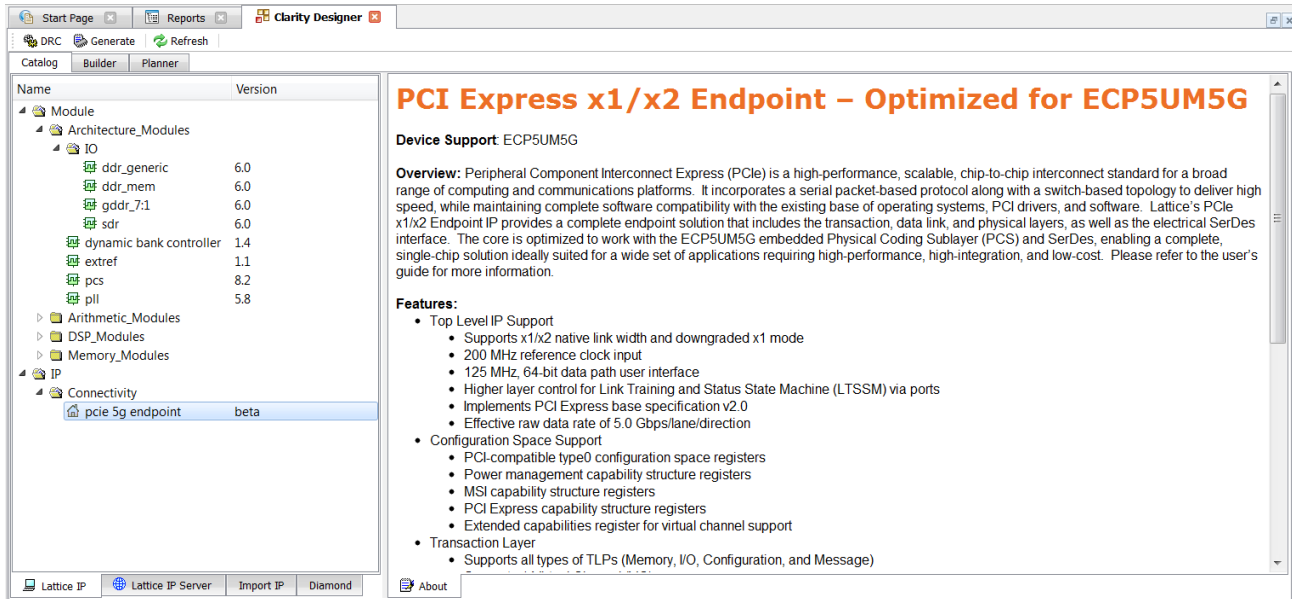 Start Page
Reports
Clarity Designer
DRC
Generate
Refresh
Catalog
Builder
Planner
Name Version
Module
Architecture_Modules
IO
ddr_generic 6.0
ddr_mem 6.0
gddr_7:1 6.0
sdr 6.0
dynamic bank controller 1.4
extref 1.1
pcs 8.2
pll 5.8
Arithmetic_Modules
DSP_Modules
Memory_Modules
IP
Connectivity
pcie 5g endpoint beta
Lattice IP
Lattice IP Server
Import IP
Diamond
PCI Express x1/x2 Endpoint – Optimized for ECP5UM5G
Device Support: ECP5UM5G
Overview: Peripheral Component Interconnect Express (PCIe) is a high-performance, scalable, chip-to-chip interconnect standard for a broad
range of computing and communications platforms. It incorporates a serial packet-based protocol along with a switch-based topology to deliver high
speed, while maintaining complete software compatibility with the existing base of operating systems, PCI drivers, and software. Lattice's PCIe
x1/x2 Endpoint IP provides a complete endpoint solution that includes the transaction, data link, and physical layers, as well as the electrical SerDes
interface. The core is optimized to work with the ECP5UM5G embedded Physical Coding Sublayer (PCS) and SerDes, enabling a complete,
single-chip solution ideally suited for a wide set of applications requiring high-performance, high-integration, and low-cost. Please refer to the user's
guide for more information.
Features:
• Top Level IP Support
• Supports x1/x2 native link width and downgraded x1 mode
• 200 MHz reference clock input
• 125 MHz, 64-bit data path user interface
• Higher layer control for Link Training and Status State Machine (LTSSM) via ports
• Implements PCI Express base specification v2.0
• Effective raw data rate of 5.0 Gbps/lane/direction
• Configuration Space Support
• PCI-compatible type0 configuration space registers
• Power management capability structure registers
• MSI capability structure registers
• PCI Express capability structure registers
• Extended capabilities register for virtual channel support
• Transaction Layer
• Supports all types of TLPs (Memory, I/O, Configuration, and Message)
About